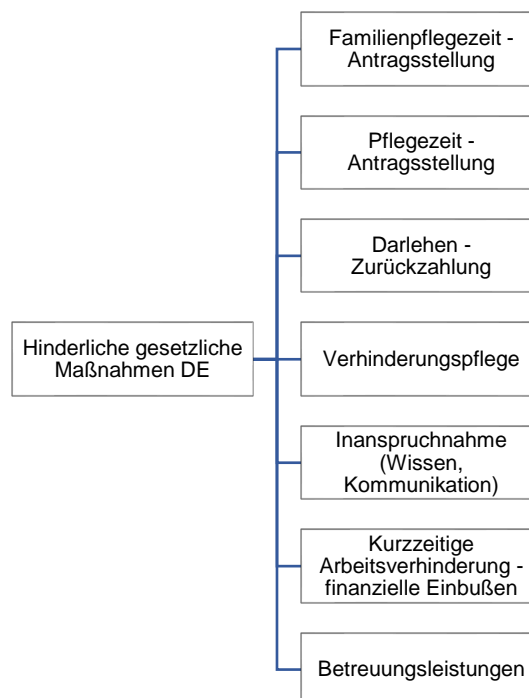 Familienpflegezeit -
Antragsstellung
Pflegezeit -
Antragsstellung
Darlehen -
Zurückzahlung
Hinderliche gesetzliche
Maßnahmen DE
Verhinderungspflege
Inanspruchnahme
(Wissen,
Kommunikation)
Kurzzeitige
Arbeitsverhinderung -
finanzielle Einbußen
Betreuungsleistungen